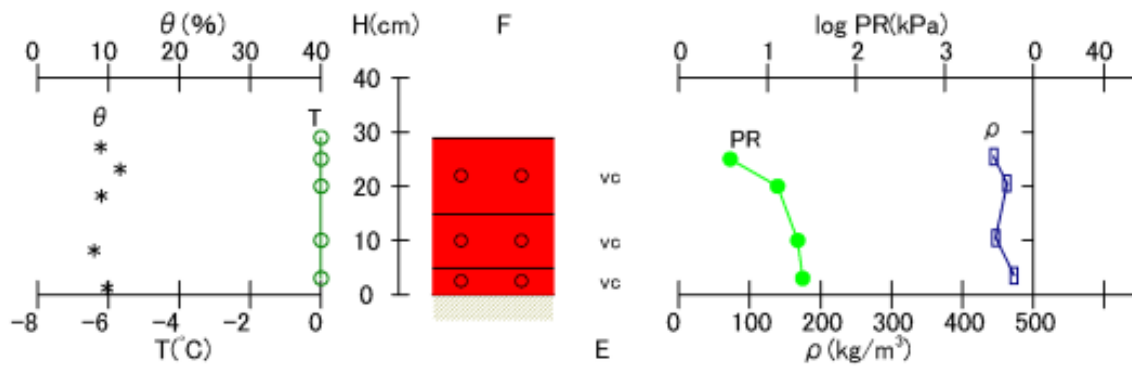 θ(%) H(cm) F log PR(kPa)
0 10 20 30 40 0 1 2 3 0 40
40
θ T PR ρ
30
vc
20
vc
10
vc
0
-8 -6 -4 -2 0 0 100 200 300 400 500
T(℃) E ρ(kg/m³)